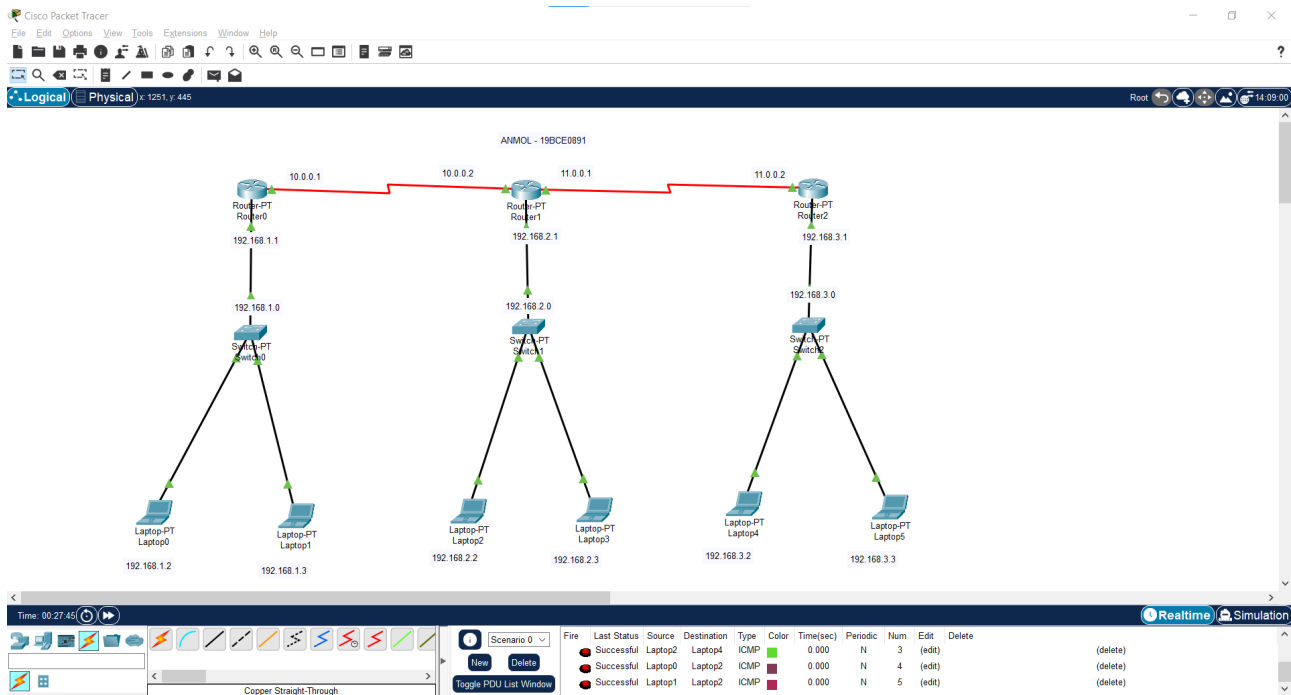 Cisco Packet Tracer
File Edit Options View Tools Extensions Window Help
?
Logical Physical x: 1251, y: 445 Root 14:09:00
ANMOL - 19BCE0891
10.0.0.1 10.0.0.2 11.0.0.1 11.0.0.2
Router-PT Router-PT Router-PT
Router0 Router1 Router2
192.168.1.1 192.168.2.1 192.168.3.1
192.168.1.0 192.168.2.0 192.168.3.0
Switch-PT Switch-PT Switch-PT
Switch0 Switch1 Switch2
Laptop-PT Laptop-PT Laptop-PT Laptop-PT Laptop-PT Laptop-PT
Laptop0 Laptop1 Laptop2 Laptop3 Laptop4 Laptop5
192.168.1.2 192.168.1.3 192.168.2.2 192.168.2.3 192.168.3.2 192.168.3.3
Time: 00:27:45 Realtime Simulation
Scenario 0
New Delete
Toggle PDU List Window
Fire Last Status Source Destination Type Color Time(sec) Periodic Num Edit Delete
Successful Laptop2 Laptop4 ICMP 0.000 N 3 (edit) (delete)
Successful Laptop0 Laptop2 ICMP 0.000 N 4 (edit) (delete)
Successful Laptop1 Laptop2 ICMP 0.000 N 5 (edit) (delete)
Copper Straight-Through